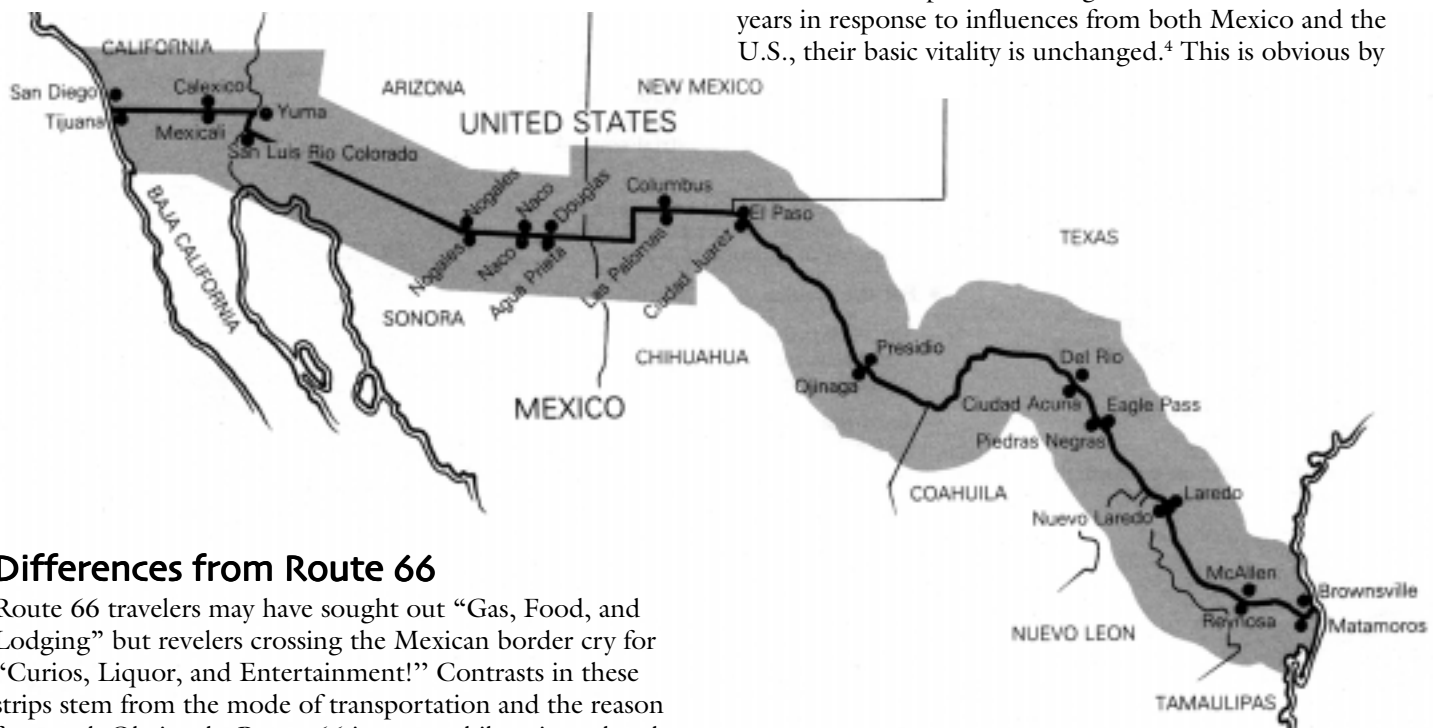 years in response to influences from both Mexico and the
U.S., their basic vitality is unchanged.⁴ This is obvious by
CALIFORNIA
San Diego
Tijuana
Calexico
Mexicali
Yuma
San Luis Rio Colorado
ARIZONA
NEW MEXICO
UNITED STATES
BAJA CALIFORNIA
Nogales
Nogales
Naco
Naco
Douglas
Agua Prieta
Columbus
Las Palomas
El Paso
Ciudad Juarez
TEXAS
SONORA
CHIHUAHUA
MEXICO
Presidio
Ojinaga
Del Rio
Ciudad Acuña
Eagle Pass
Piedras Negras
COAHUILA
Laredo
Nuevo Laredo
McAllen
Reynosa
Brownsville
Matamoros
NUEVO LEON
TAMAULIPAS
Differences from Route 66
Route 66 travelers may have sought out “Gas, Food, and
Lodging” but revelers crossing the Mexican border cry for
“Curios, Liquor, and Entertainment!” Contrasts in these
strips stem from the mode of transportation and the reason